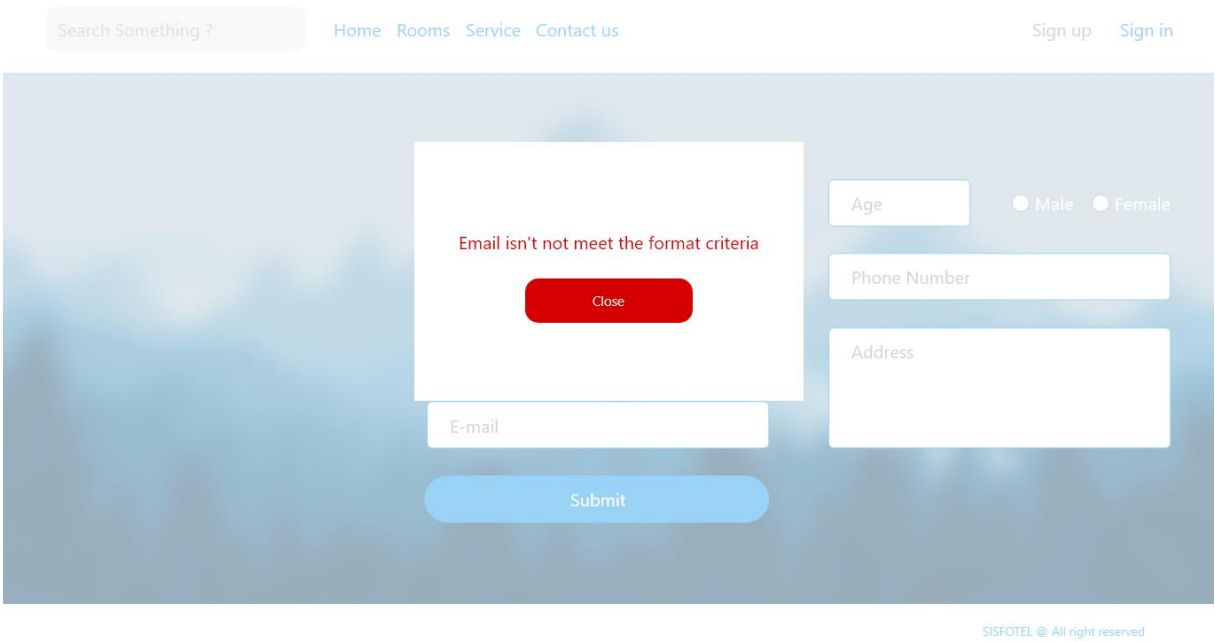 Search Something ?
Home Rooms Service Contact us
Sign up Sign in
Email isn't not meet the format criteria
Close
Age
Male Female
Phone Number
Address
E-mail
Submit
SISFOTEL @ All right reserved